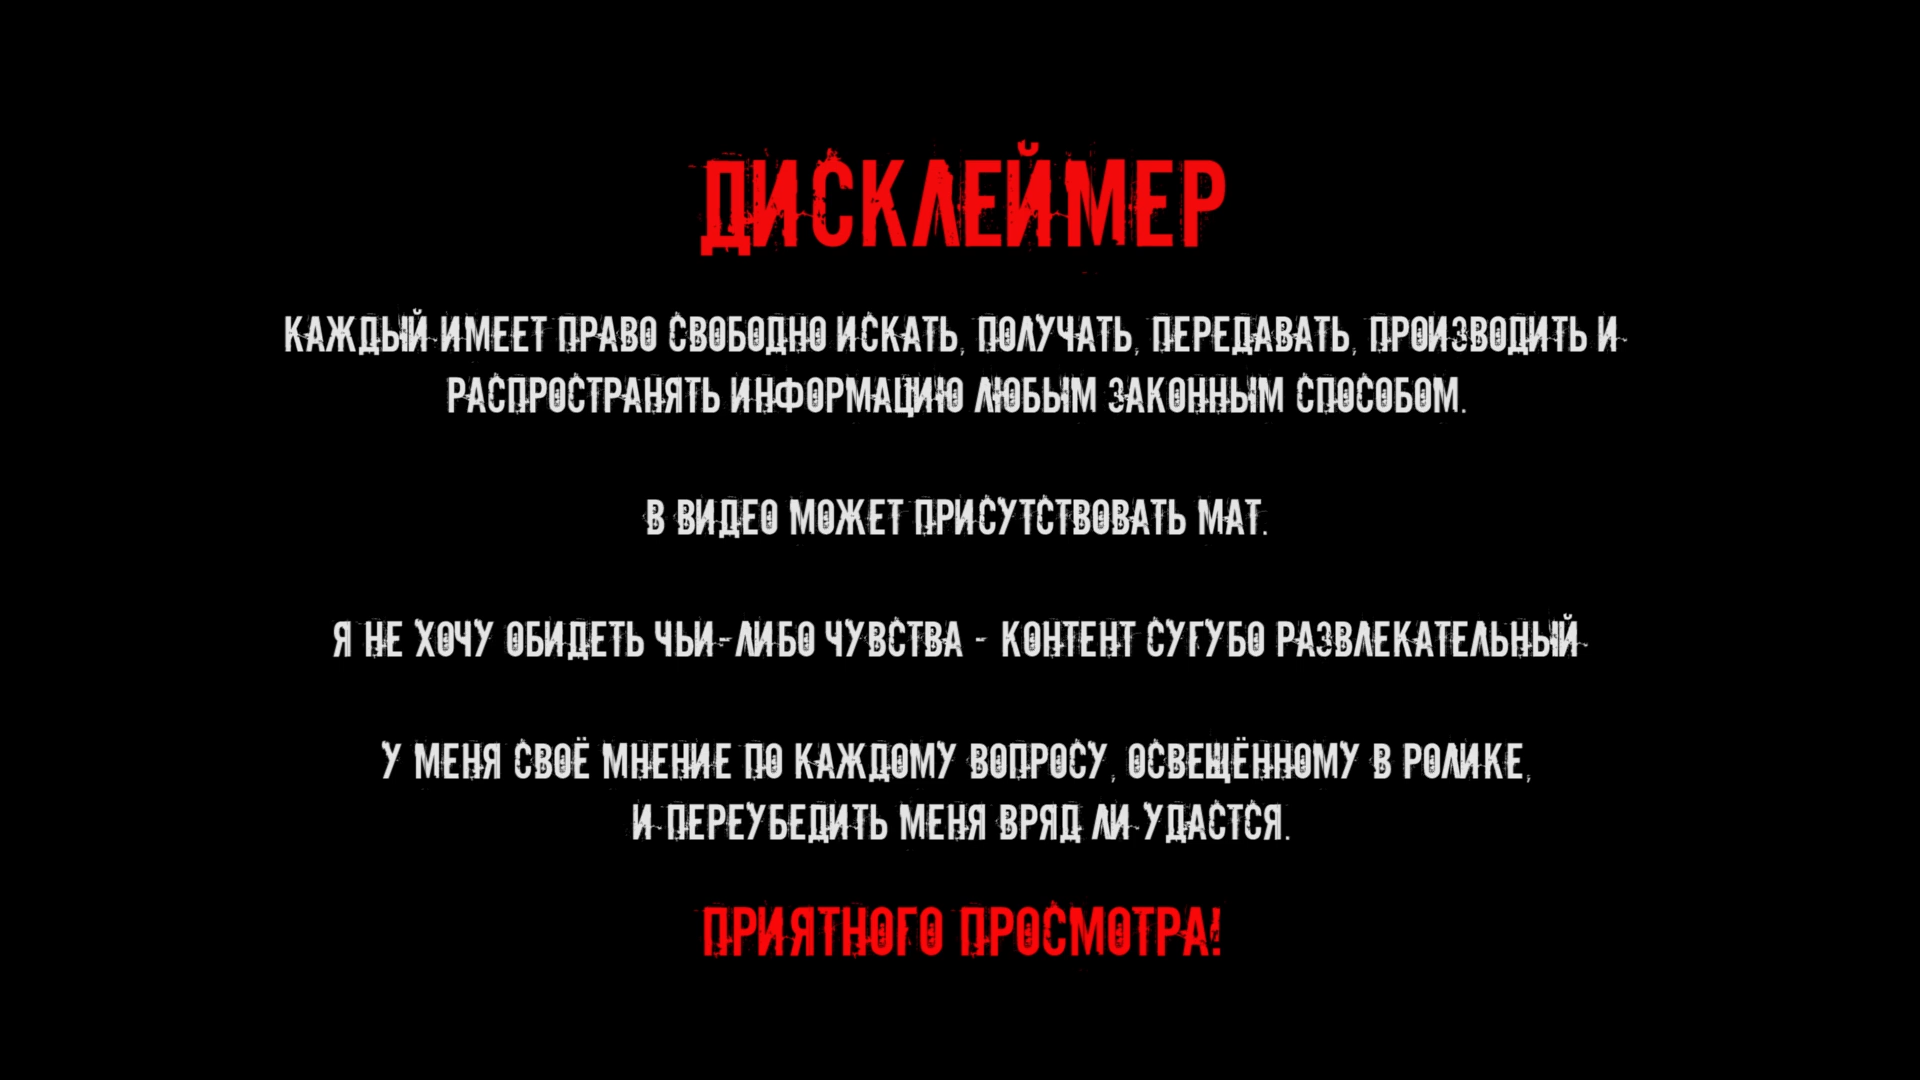 ДИСКЛЕЙМЕР
КАЖДЫЙ ИМЕЕТ ПРАВО СВОБОДНО ИСКАТЬ, ПОЛУЧАТЬ, ПЕРЕДАВАТЬ, ПРОИЗВОДИТЬ И
РАСПРОСТРАНЯТЬ ИНФОРМАЦИЮ ЛЮБЫМ ЗАКОННЫМ СПОСОБОМ.
В ВИДЕО МОЖЕТ ПРИСУТСТВОВАТЬ МАТ.
Я НЕ ХОЧУ ОБИДЕТЬ ЧЬИ-ЛИБО ЧУВСТВА - КОНТЕНТ СУГУБО РАЗВЛЕКАТЕЛЬНЫЙ
У МЕНЯ СВОЁ МНЕНИЕ ПО КАЖДОМУ ВОПРОСУ, ОСВЕЩЁННОМУ В РОЛИКЕ,
И ПЕРЕУБЕДИТЬ МЕНЯ ВРЯД ЛИ УДАСТСЯ.
ПРИЯТНОГО ПРОСМОТРА!